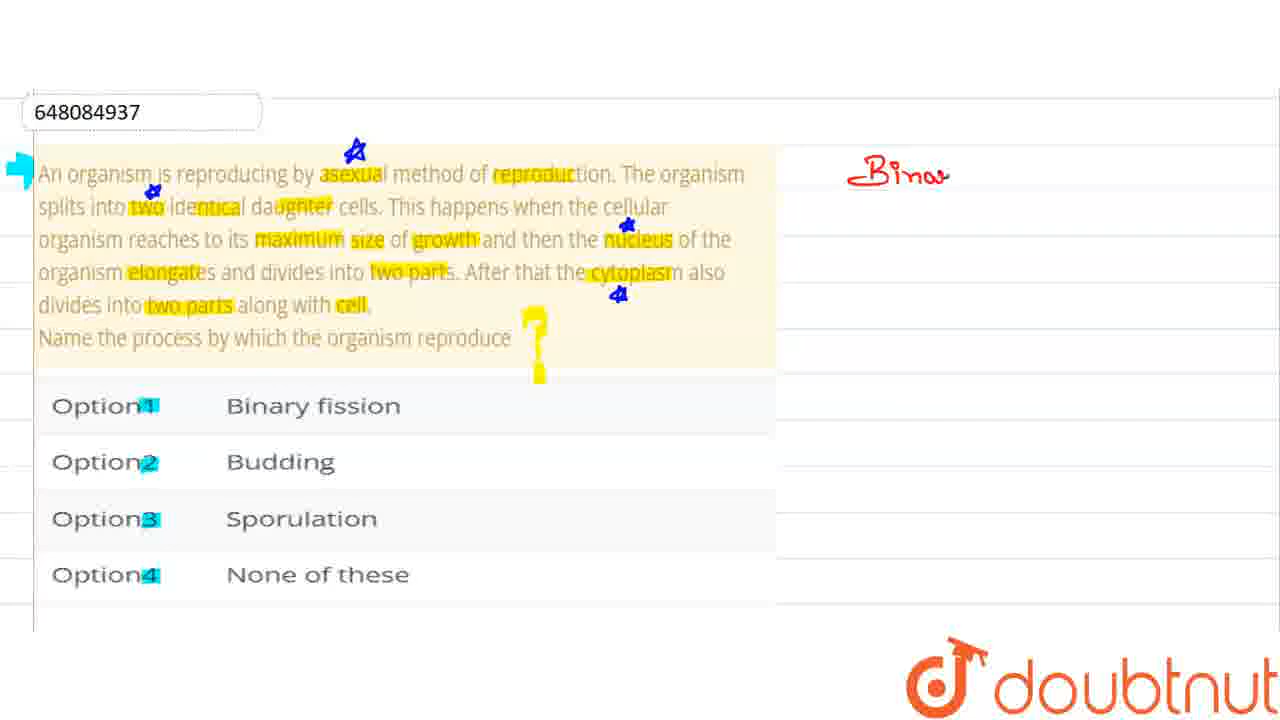 648084937
An organism is reproducing by asexual method of reproduction. The organism
splits into two identical daughter cells. This happens when the cellular
organism reaches to its maximum size of growth and then the nucleus of the
organism elongates and divides into two parts. After that the cytoplasm also
divides into two parts along with cell.
Name the process by which the organism reproduce ?
Binar
Option1 Binary fission
Option2 Budding
Option3 Sporulation
Option4 None of these
doubtnut